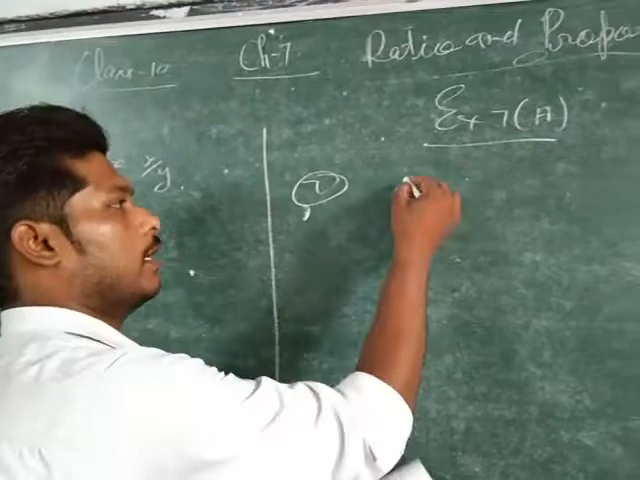 Class-10 Ch-7 Ratio and Propo
Ex 7(A)
= x/y